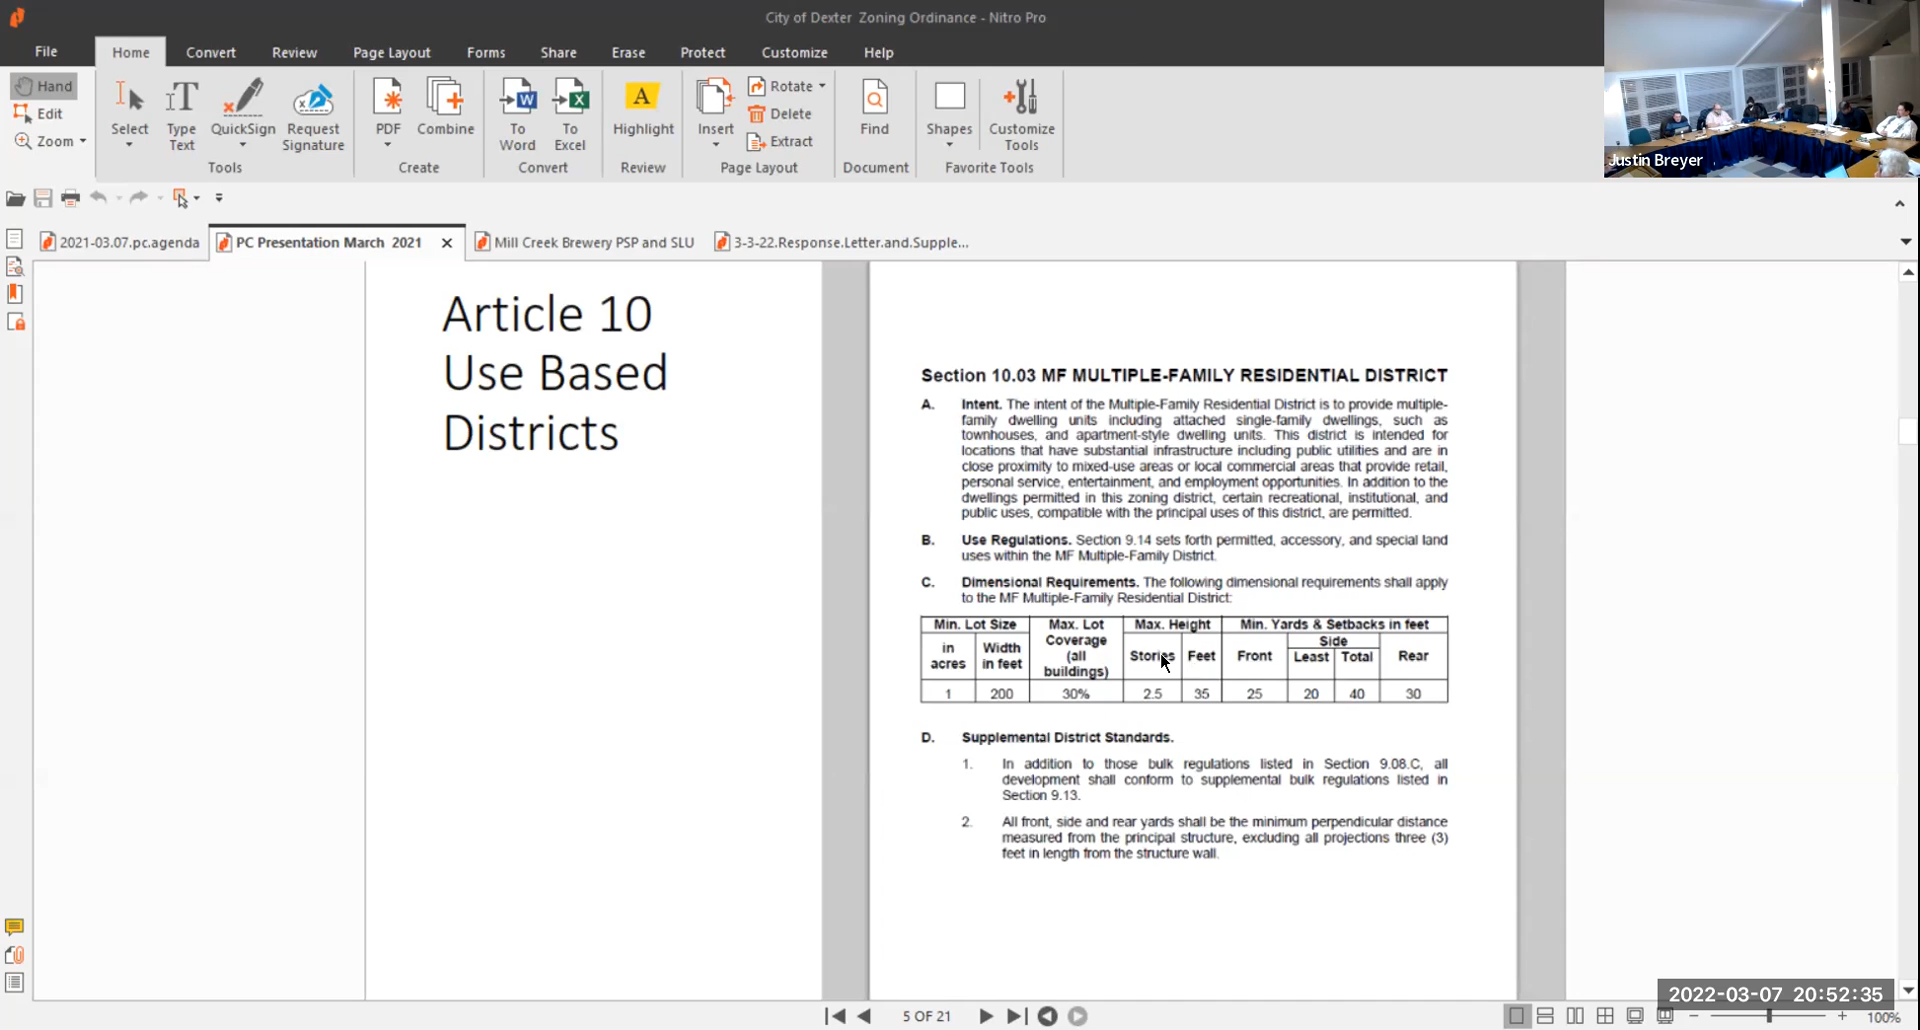 City of Dexter Zoning Ordinance - Nitro Pro
File Home Convert Review Page Layout Forms Share Erase Protect Customize Help
Hand
Edit
Zoom
Select
Type
Text
QuickSign
Request
Signature
Tools
PDF
Combine
Create
To
Word
To
Excel
Convert
Highlight
Review
Insert
Rotate
Delete
Extract
Page Layout
Find
Document
Shapes
Customize
Tools
Favorite Tools
Justin Breyer
2021-03.07.pc.agenda
PC Presentation March 2021
Mill Creek Brewery PSP and SLU
3-3-22.Response.Letter.and.Supple...
Article 10
Use Based
Districts
Section 10.03 MF MULTIPLE-FAMILY RESIDENTIAL DISTRICT
A. Intent. The intent of the Multiple-Family Residential District is to provide multiple-
family dwelling units including attached single-family dwellings, such as
townhouses, and apartment-style dwelling units. This district is intended for
locations that have substantial infrastructure including public utilities and are in
close proximity to mixed-use areas or local commercial areas that provide retail,
personal service, entertainment, and employment opportunities. In addition to the
dwellings permitted in this zoning district, certain recreational, institutional, and
public uses, compatible with the principal uses of this district, are permitted.
B. Use Regulations. Section 9.14 sets forth permitted, accessory, and special land
uses within the MF Multiple-Family District.
C. Dimensional Requirements. The following dimensional requirements shall apply
to the MF Multiple-Family Residential District:
Min. Lot Size
in
acres
Width
in feet
Max. Lot
Coverage
(all
buildings)
Max. Height
Stories Feet
Min. Yards & Setbacks in feet
Front
Side
Least Total
Rear
1 200 30% 2.5 35 25 20 40 30
D. Supplemental District Standards.
1. In addition to those bulk regulations listed in Section 9.08.C, all
development shall conform to supplemental bulk regulations listed in
Section 9.13.
2. All front, side and rear yards shall be the minimum perpendicular distance
measured from the principal structure, excluding all projections three (3)
feet in length from the structure wall.
2022-03-07 20:52:35
5 OF 21
100%